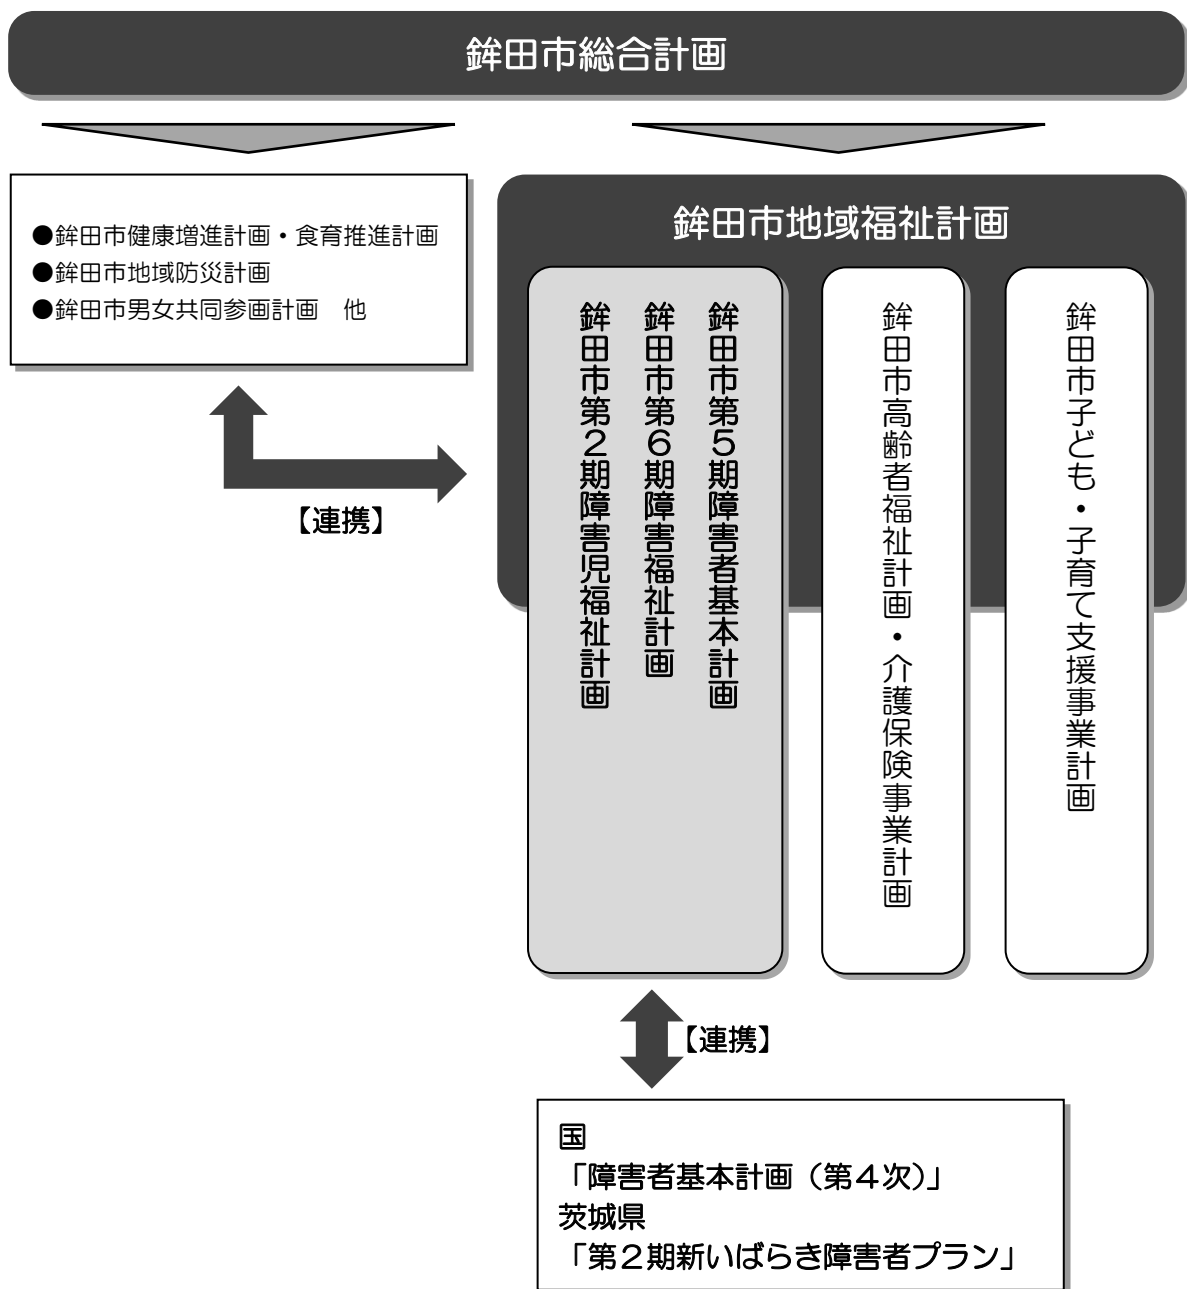 鉾田市総合計画
●鉾田市健康増進計画・食育推進計画
●鉾田市地域防災計画
●鉾田市男女共同参画計画　他
【連携】
鉾田市地域福祉計画
鉾田市第５期障害者基本計画
鉾田市第６期障害福祉計画
鉾田市第２期障害児福祉計画
鉾田市高齢者福祉計画・介護保険事業計画
鉾田市子ども・子育て支援事業計画
【連携】
国
「障害者基本計画（第４次）」
茨城県
「第２期新いばらき障害者プラン」